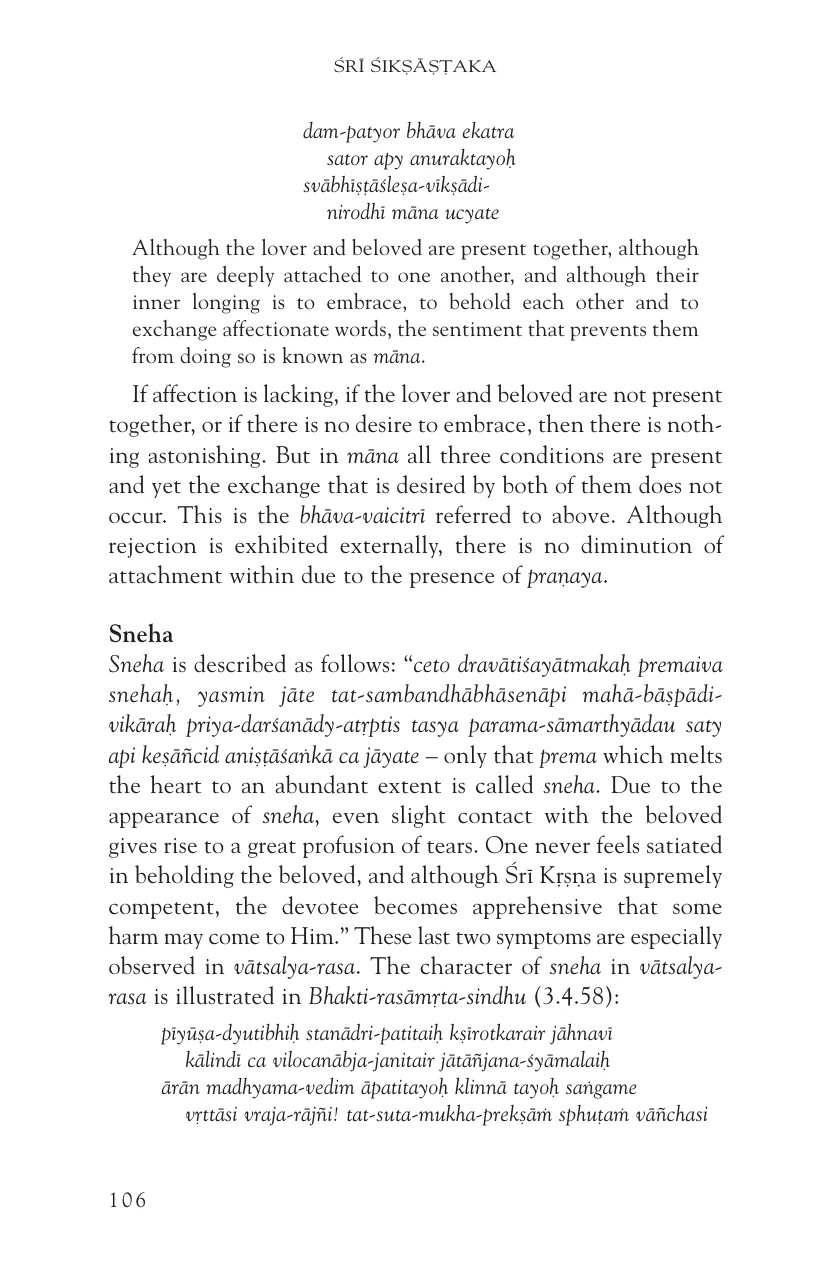 ŚRĪ ŚIKṢĀṢṬAKA
dam-patyor bhāva ekatra
sator apy anuraktayoḥ
svābhīṣṭāśleṣa-vīkṣādi-
nirodhī māna ucyate
Although the lover and beloved are present together, although
they are deeply attached to one another, and although their
inner longing is to embrace, to behold each other and to
exchange affectionate words, the sentiment that prevents them
from doing so is known as māna.
If affection is lacking, if the lover and beloved are not present
together, or if there is no desire to embrace, then there is noth-
ing astonishing. But in māna all three conditions are present
and yet the exchange that is desired by both of them does not
occur. This is the bhāva-vaicitrī referred to above. Although
rejection is exhibited externally, there is no diminution of
attachment within due to the presence of praṇaya.
Sneha
Sneha is described as follows: “ceto dravātiśayātmakaḥ premaiva
snehaḥ, yasmin jāte tat-sambandhābhāsenāpi mahā-bāṣpādi-
vikāraḥ priya-darśanādy-atṛptis tasya parama-sāmarthyādau saty
api keṣāñcid aniṣṭāśaṅkā ca jāyate – only that prema which melts
the heart to an abundant extent is called sneha. Due to the
appearance of sneha, even slight contact with the beloved
gives rise to a great profusion of tears. One never feels satiated
in beholding the beloved, and although Śrī Kṛṣṇa is supremely
competent, the devotee becomes apprehensive that some
harm may come to Him.” These last two symptoms are especially
observed in vātsalya-rasa. The character of sneha in vātsalya-
rasa is illustrated in Bhakti-rasāmṛta-sindhu (3.4.58):
pīyūṣa-dyutibhiḥ stanādri-patitaiḥ kṣīrotkarair jāhnavī
kālindī ca vilocanābja-janitair jātāñjana-śyāmalaiḥ
ārān madhyama-vedim āpatitayoḥ klinnā tayoḥ saṅgame
vṛttāsi vraja-rājñi! tat-suta-mukha-prekṣāṁ sphuṭaṁ vāñchasi
106